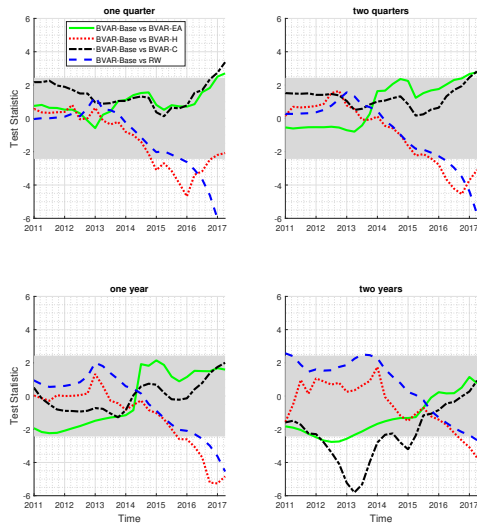 one quarter
BVAR-Base vs BVAR-EA
BVAR-Base vs BVAR-H
BVAR-Base vs BVAR-C
BVAR-Base vs RW
Test Statistic
6
4
2
0
-2
-4
-6
2011 2012 2013 2014 2015 2016 2017
two quarters
6
4
2
0
-2
-4
-6
2011 2012 2013 2014 2015 2016 2017
one year
Test Statistic
6
4
2
0
-2
-4
-6
2011 2012 2013 2014 2015 2016 2017
Time
two years
6
4
2
0
-2
-4
-6
2011 2012 2013 2014 2015 2016 2017
Time